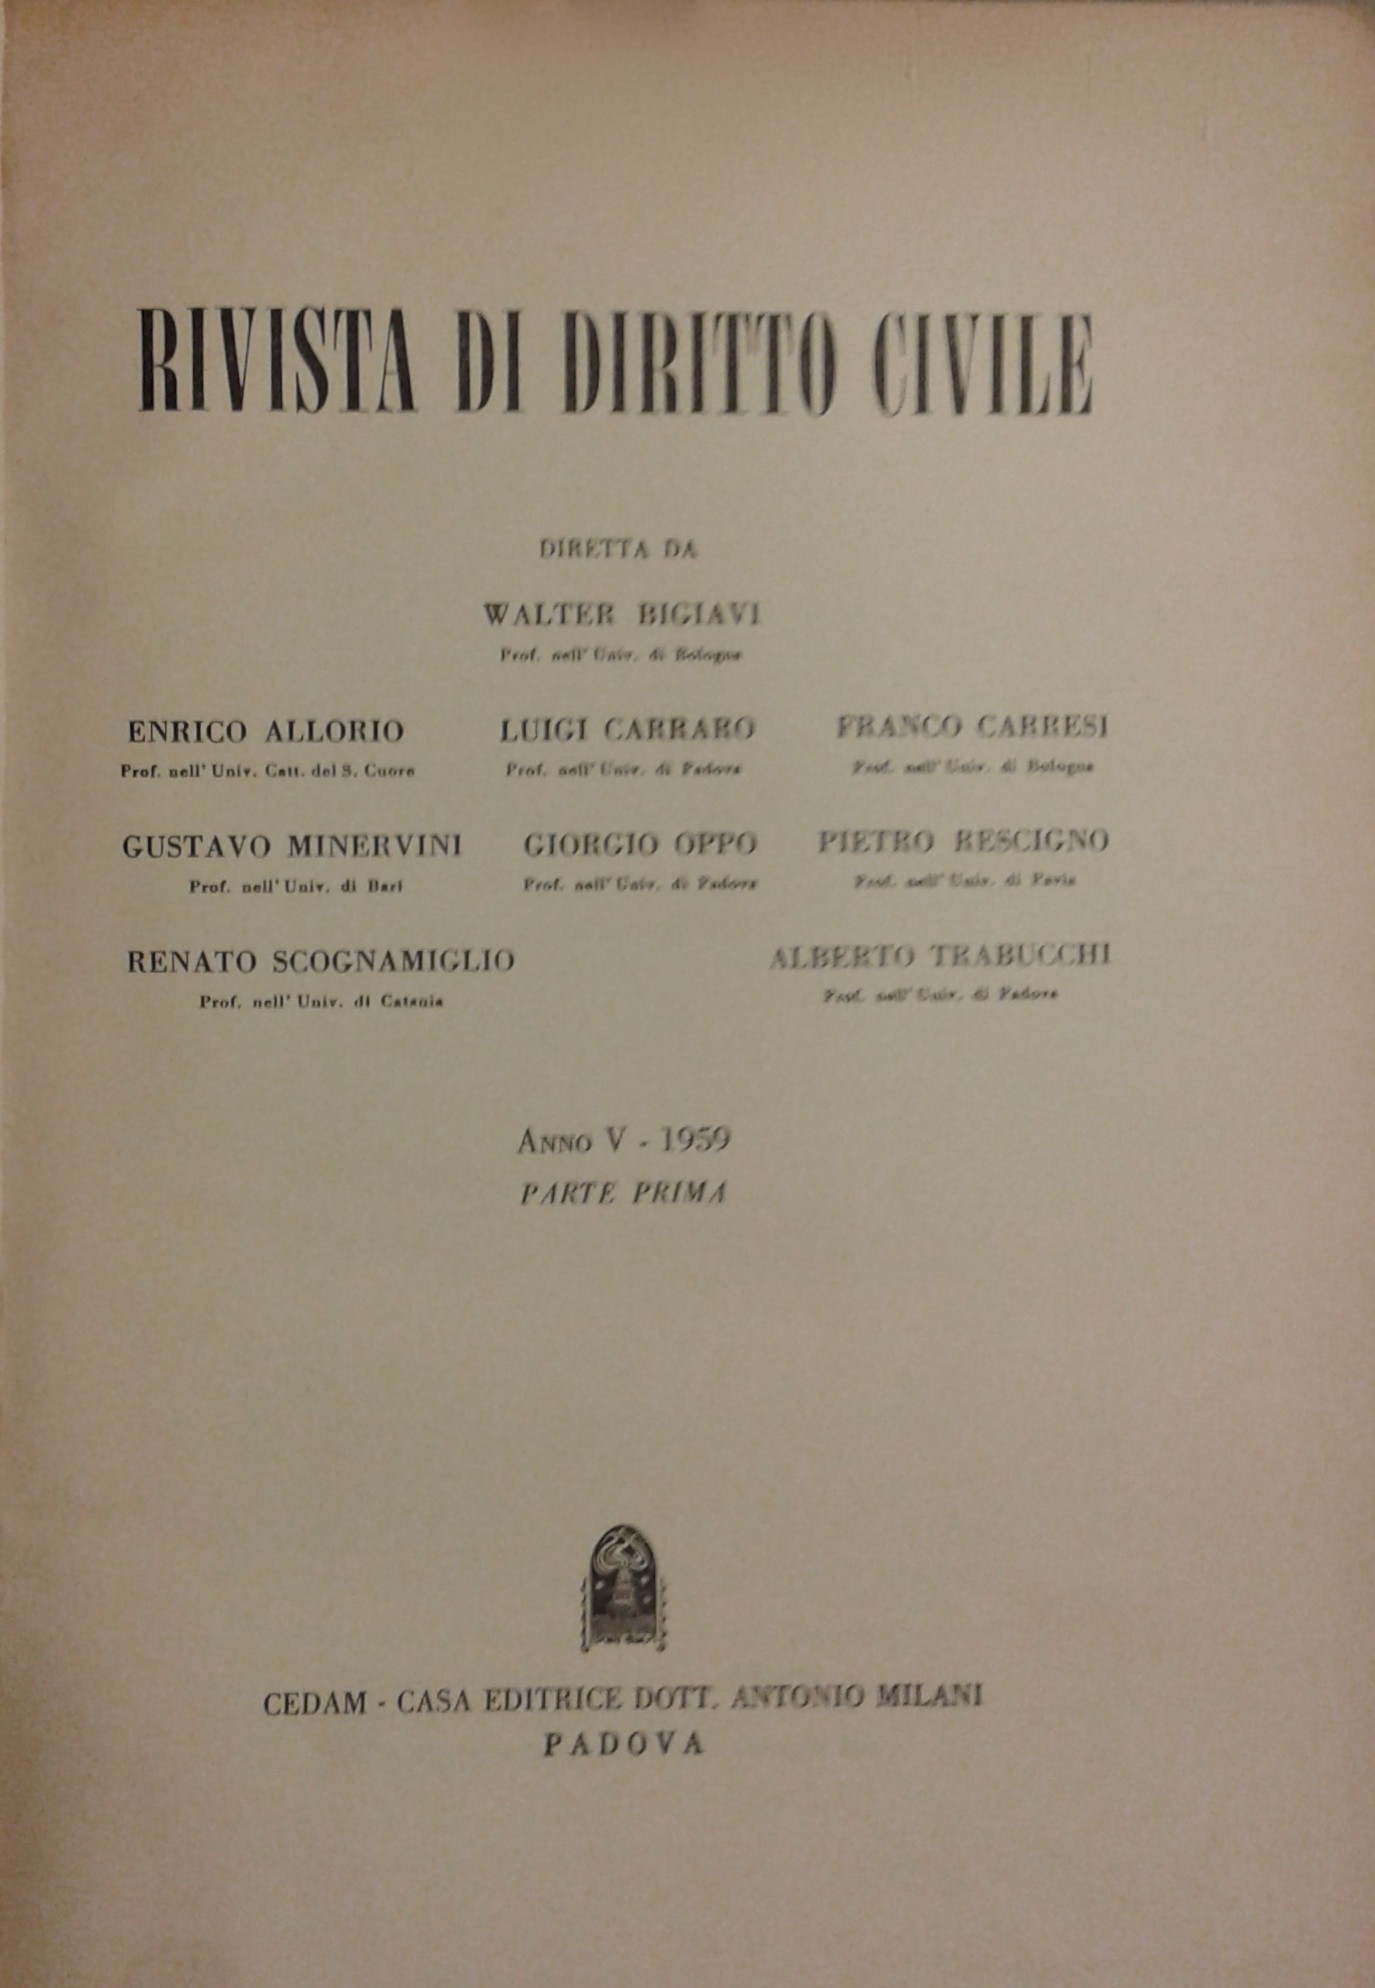 RIVISTA DI DIRITTO CIVILE
DIRETTA DA
WALTER BIGIAVI
Prof. nell' Univ. di Bologna
ENRICO ALLORIO LUIGI CARRARO FRANCO CARRESI
Prof. nell' Univ. Catt. del S. Cuore Prof. nell' Univ. di Padova Prof. nell' Univ. di Bologna
GUSTAVO MINERVINI GIORGIO OPPO PIETRO RESCIGNO
Prof. nell' Univ. di Bari Prof. nell' Univ. di Padova Prof. nell' Univ. di Pavia
RENATO SCOGNAMIGLIO ALBERTO TRABUCCHI
Prof. nell' Univ. di Catania Prof. nell' Univ. di Padova
ANNO V - 1959
PARTE PRIMA
CEDAM - CASA EDITRICE DOTT. ANTONIO MILANI
PADOVA